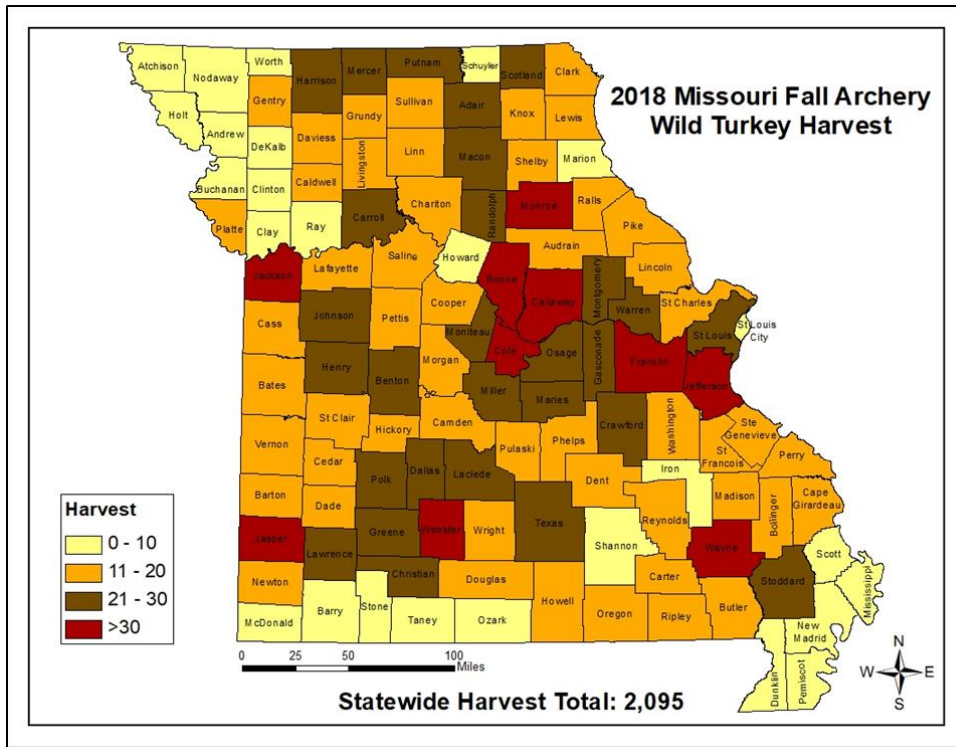 2018 Missouri Fall Archery
Wild Turkey Harvest
Atchison
Nodaway
Worth
Harrison
Mercer
Putnam
Schuyler
Scotland
Clark
Holt
Andrew
Gentry
DeKalb
Daviess
Grundy
Sullivan
Adair
Knox
Lewis
Buchanan
Clinton
Caldwell
Livingston
Linn
Macon
Shelby
Marion
Platte
Clay
Ray
Carroll
Chariton
Randolph
Monroe
Ralls
Pike
Jackson
Lafayette
Saline
Howard
Boone
Audrain
Callaway
Montgomery
Lincoln
Warren
St Charles
St Louis
St Louis
City
Cass
Johnson
Pettis
Cooper
Moniteau
Cole
Osage
Gasconade
Franklin
Jefferson
Bates
Henry
Benton
Morgan
Miller
Maries
Crawford
Washington
Ste
Genevieve
St
Francois
Perry
Vernon
St Clair
Hickory
Camden
Pulaski
Phelps
Dent
Iron
Madison
Bollinger
Cape
Girardeau
Cedar
Polk
Dallas
Laclede
Texas
Reynolds
Barton
Dade
Greene
Webster
Wright
Shannon
Wayne
Scott
Jasper
Lawrence
Christian
Douglas
Howell
Carter
Butler
Stoddard
Mississippi
Newton
McDonald
Barry
Stone
Taney
Ozark
Oregon
Ripley
New
Madrid
Dunklin
Pemiscot
Harvest
0 - 10
11 - 20
21 - 30
>30
0 25 50 100
Miles
Statewide Harvest Total: 2,095
N
W E
S